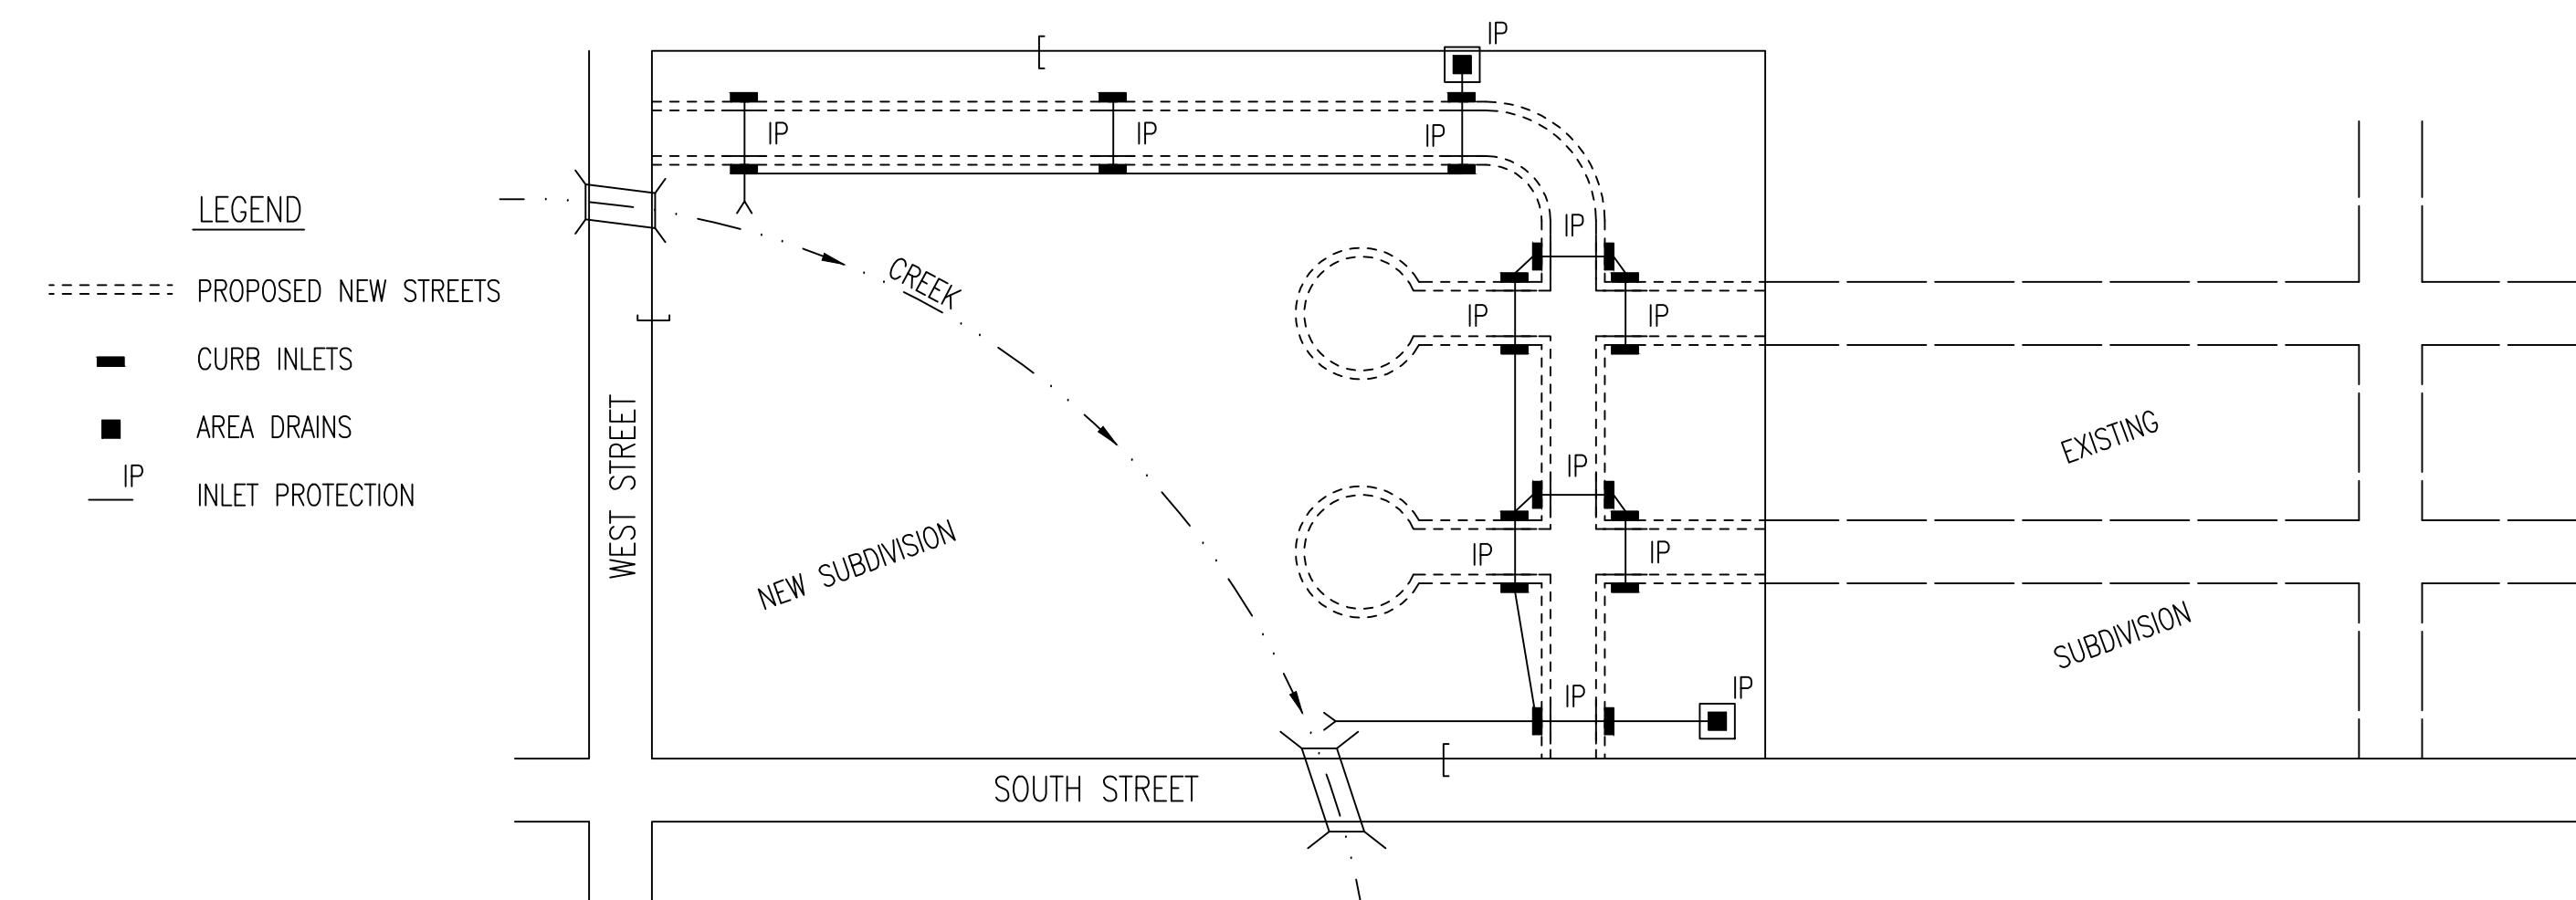 IP
IP
IP
IP
LEGEND
IP
PROPOSED NEW STREETS
CREEK
IP
IP
CURB INLETS
AREA DRAINS
WEST STREET
EXISTING
IP
INLET PROTECTION
IP
NEW SUBDIVISION
IP
IP
SUBDIVISION
IP
IP
SOUTH STREET